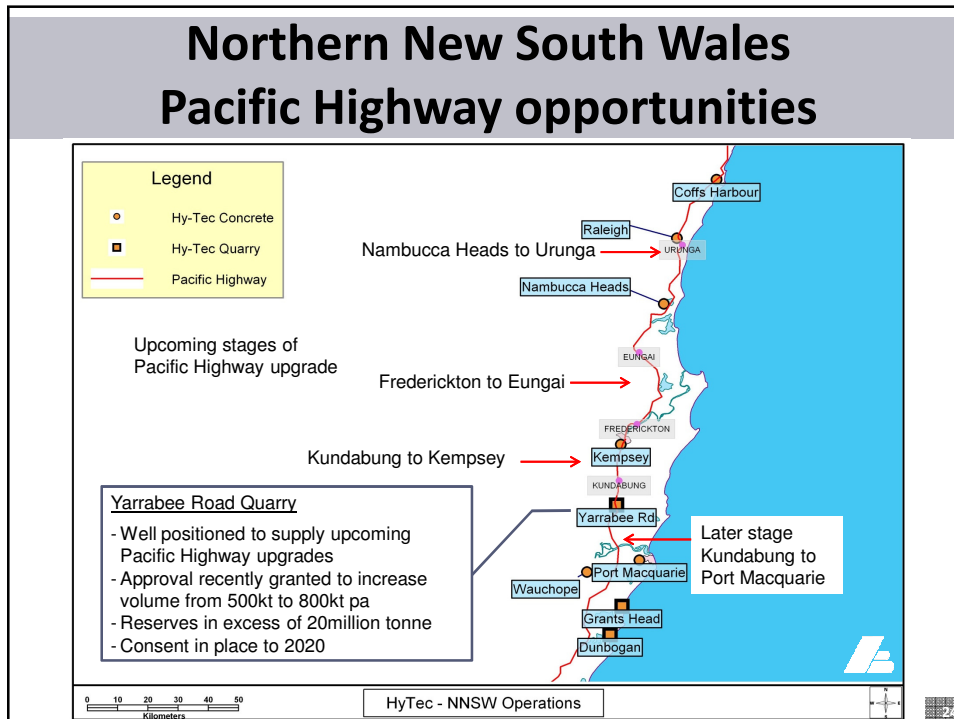 Northern New South Wales
Pacific Highway opportunities
Legend
Hy-Tec Concrete
Hy-Tec Quarry
Pacific Highway
Coffs Harbour
Raleigh
URUNGA
Nambucca Heads to Urunga
Nambucca Heads
Upcoming stages of
Pacific Highway upgrade
EUNGAI
Frederickton to Eungai
FREDERICKTON
Kempsey
Kundabung to Kempsey
KUNDABUNG
Yarrabee Road Quarry
- Well positioned to supply upcoming
Pacific Highway upgrades
- Approval recently granted to increase
volume from 500kt to 800kt pa
- Reserves in excess of 20million tonne
- Consent in place to 2020
Yarrabee Rd
Later stage
Kundabung to
Port Macquarie
Port Macquarie
Wauchope
Grants Head
Dunbogan
0 10 20 30 40 50
Kilometers
HyTec - NNSW Operations
N
W E
S
24